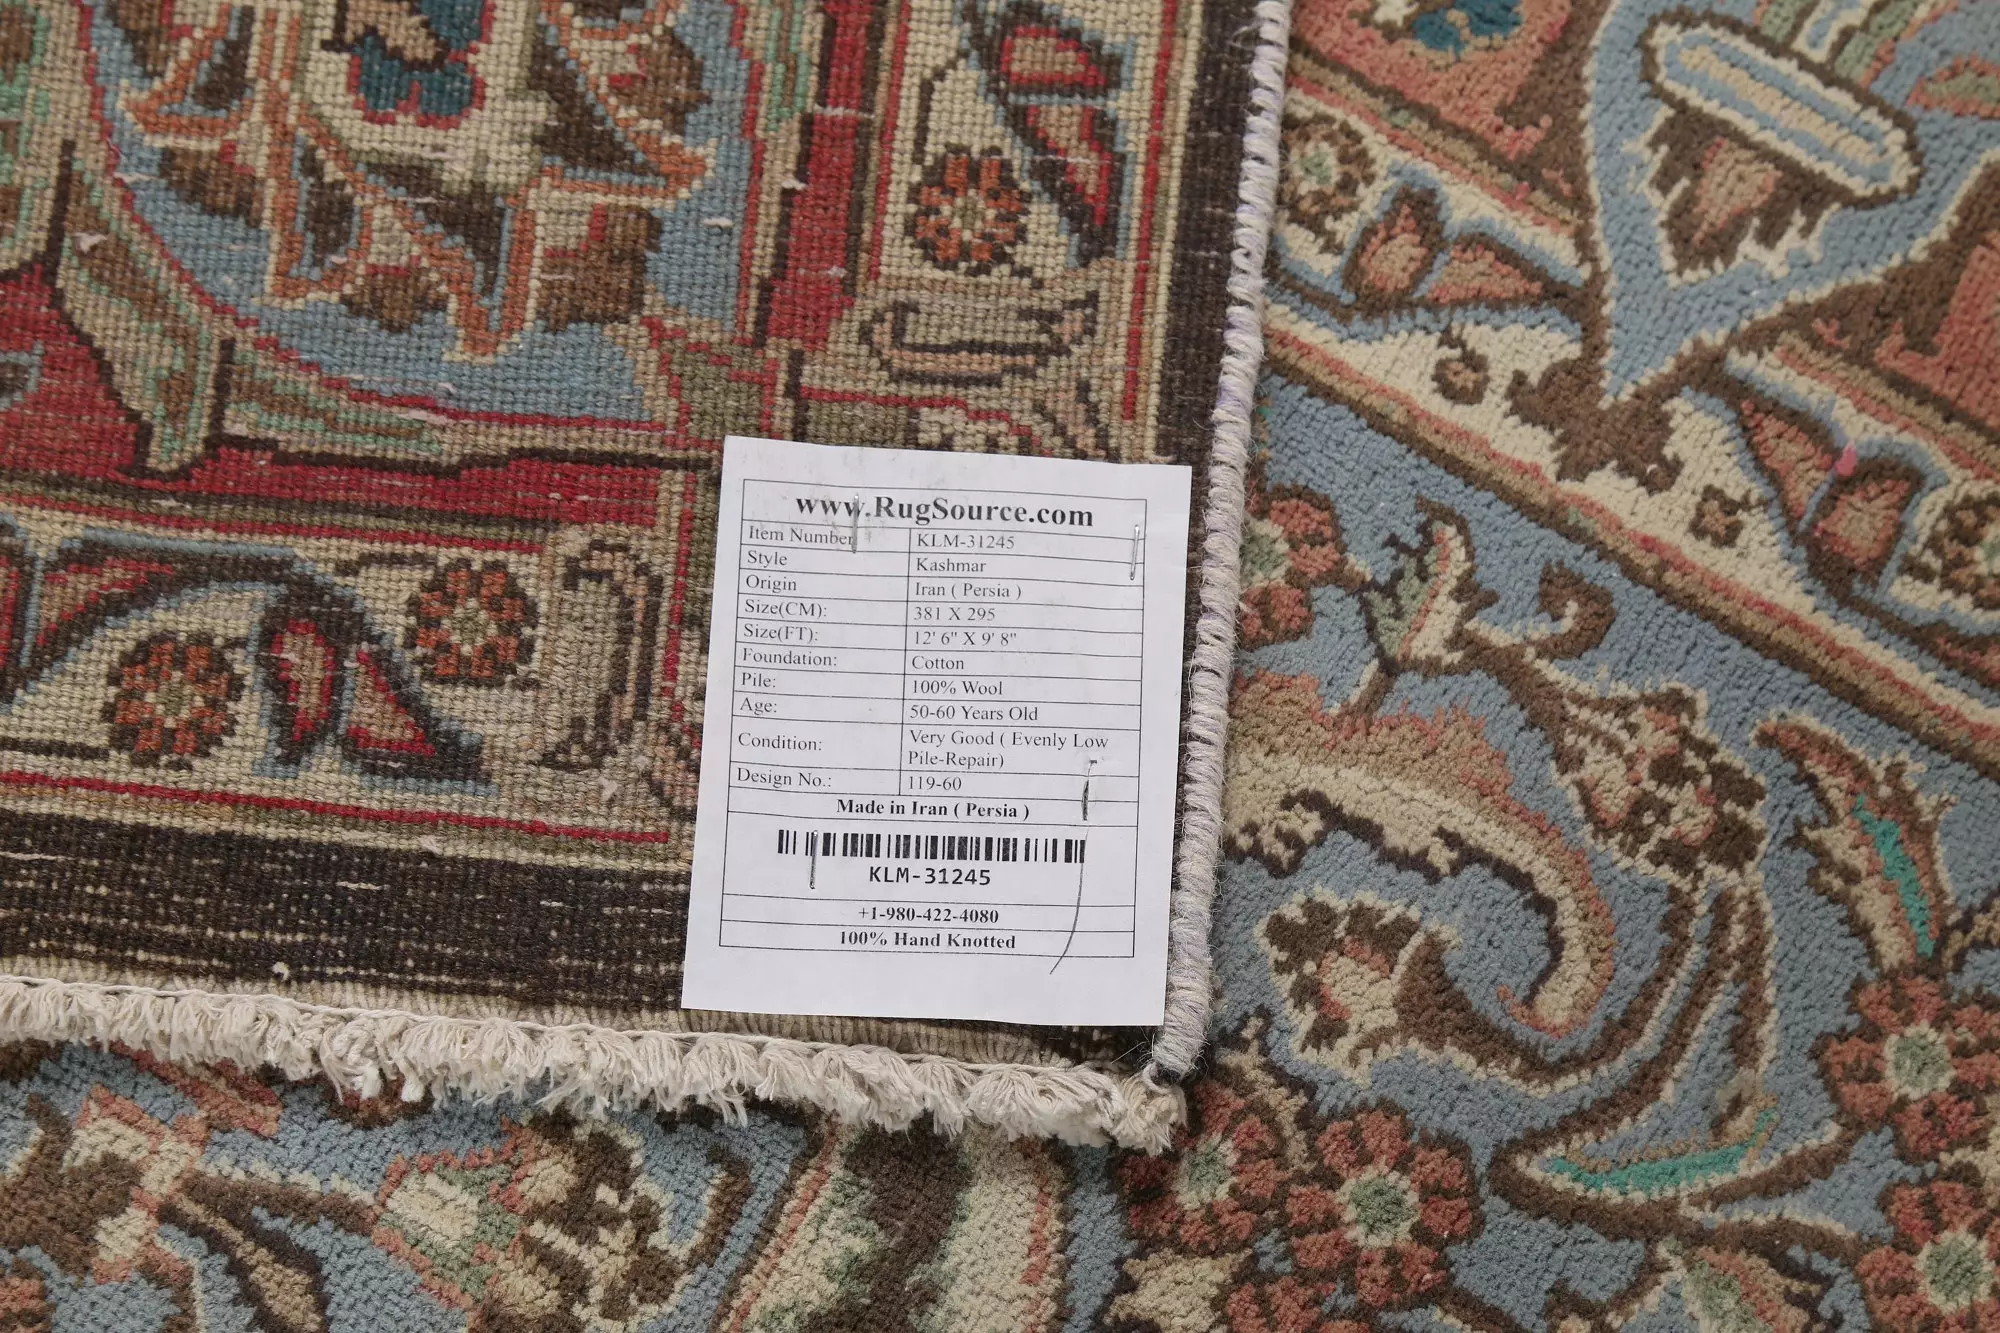 www.RugSource.com
Item Number KLM-31245
Style Kashmar
Origin Iran ( Persia )
Size(CM): 381 X 295
Size(FT): 12' 6" X 9' 8"
Foundation: Cotton
Pile: 100% Wool
Age: 50-60 Years Old
Condition: Very Good ( Evenly Low
Pile-Repair)
Design No.: 119-60
Made in Iran ( Persia )
KLM-31245
+1-980-422-4080
100% Hand Knotted